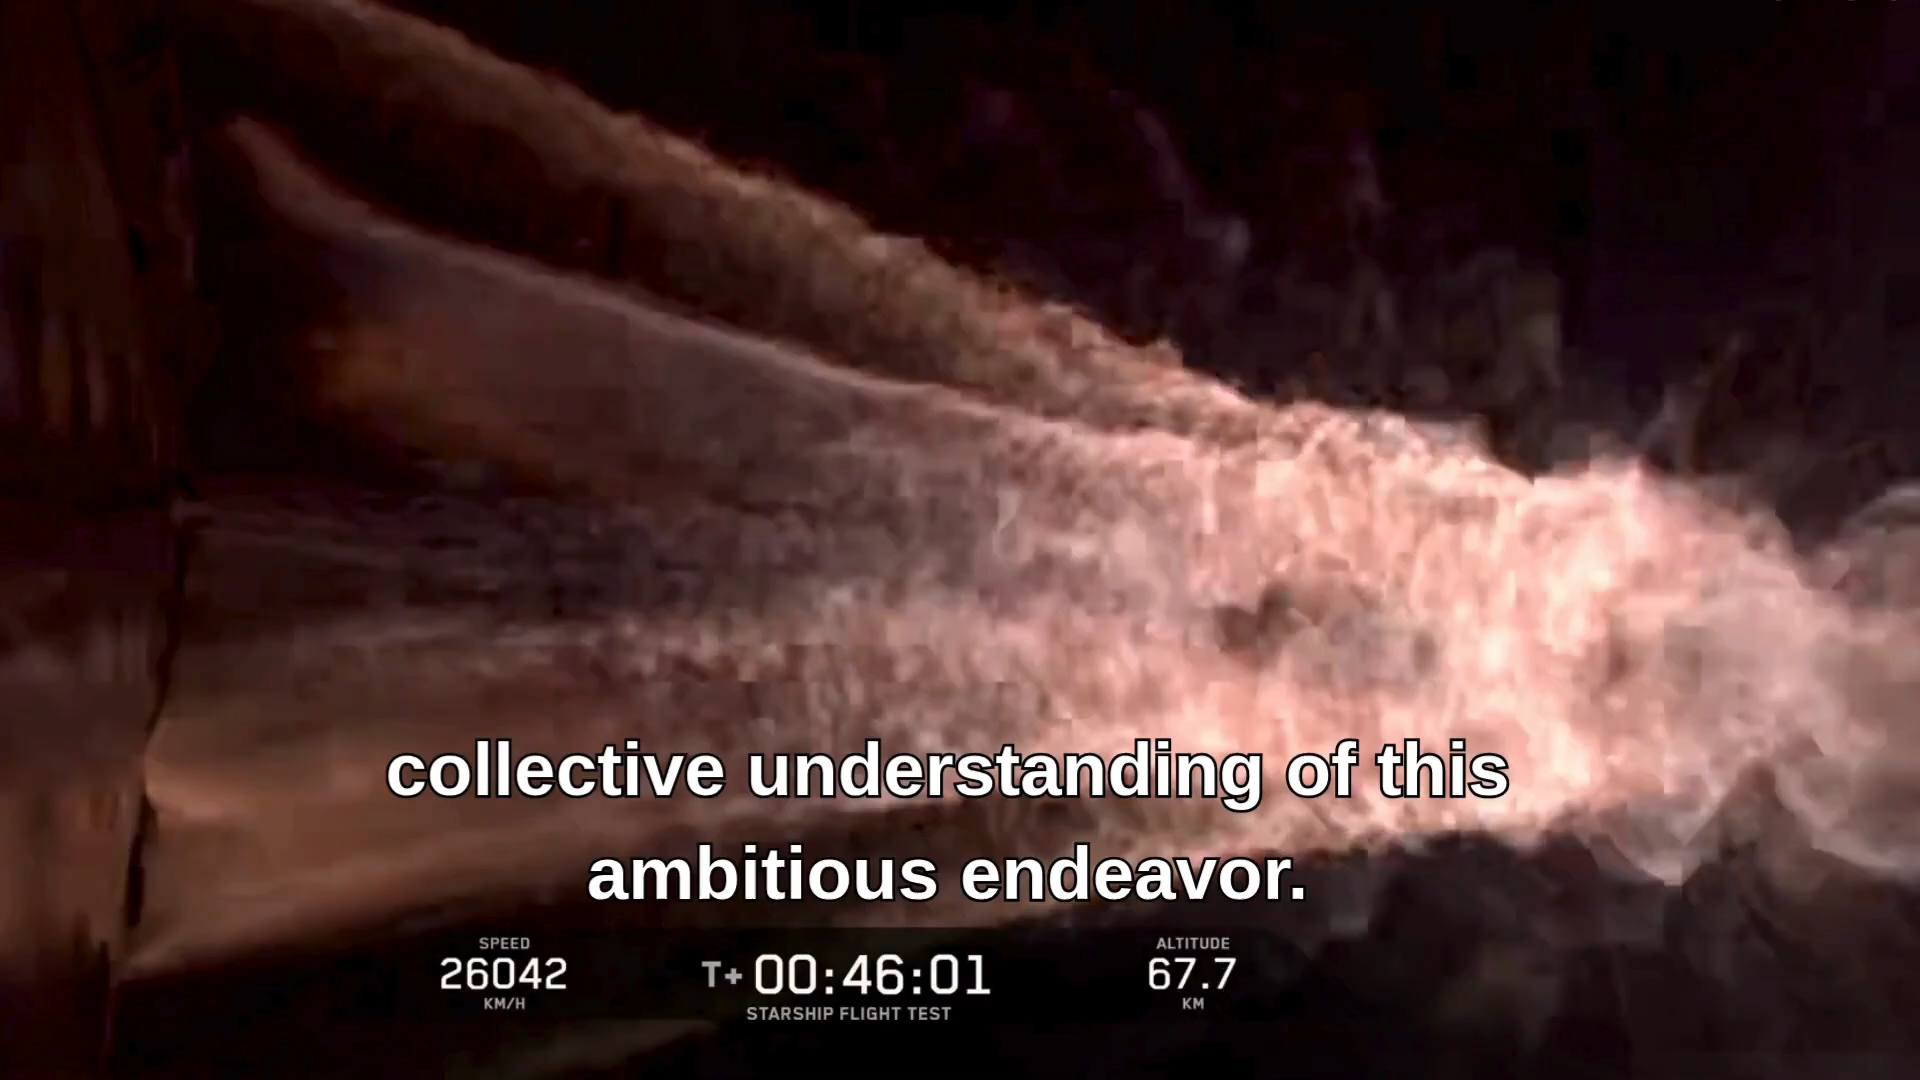 collective understanding of this
ambitious endeavor.
SPEED
26042
KM/H
T+ 00:46:01
STARSHIP FLIGHT TEST
ALTITUDE
67.7
KM